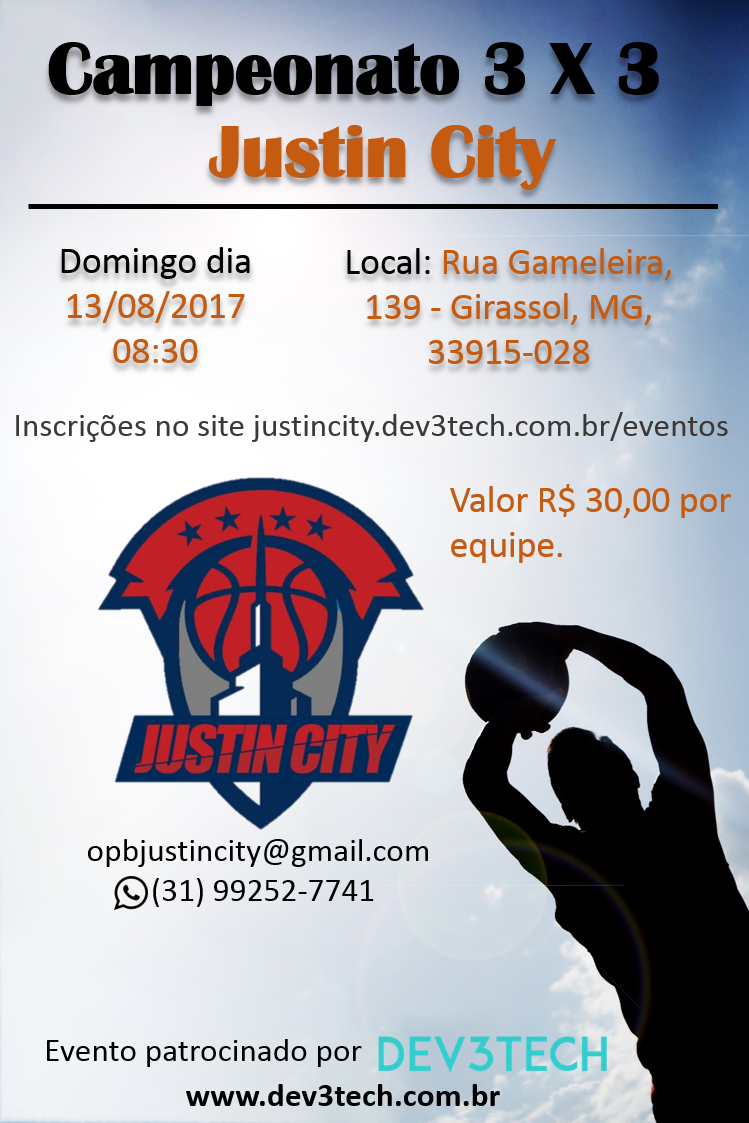 Campeonato 3 X 3
Justin City
Domingo dia
13/08/2017
08:30
Local: Rua Gameleira,
139 - Girassol, MG,
33915-028
Inscrições no site justincity.dev3tech.com.br/eventos
Valor R$ 30,00 por
equipe.
JUSTIN CITY
opbjustincity@gmail.com
(31) 99252-7741
Evento patrocinado por DEV3TECH
www.dev3tech.com.br